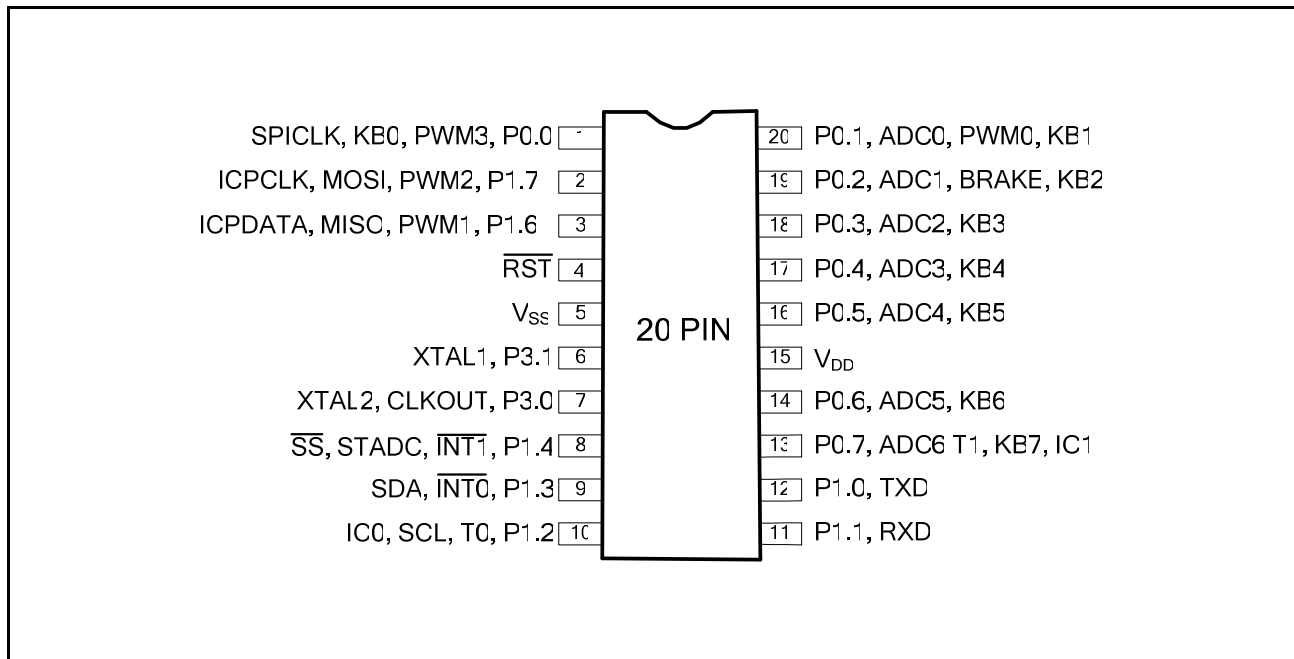 SPICLK, KB0, PWM3, P0.0 1
ICPCLK, MOSI, PWM2, P1.7 2
ICPDATA, MISO, PWM1, P1.6 3
RST 4
VSS 5
XTAL1, P3.1 6
XTAL2, CLKOUT, P3.0 7
SS, STADC, INT1, P1.4 8
SDA, INT0, P1.3 9
IC0, SCL, T0, P1.2 10
20 PIN
20 P0.1, ADC0, PWM0, KB1
19 P0.2, ADC1, BRAKE, KB2
18 P0.3, ADC2, KB3
17 P0.4, ADC3, KB4
16 P0.5, ADC4, KB5
15 VDD
14 P0.6, ADC5, KB6
13 P0.7, ADC6 T1, KB7, IC1
12 P1.0, TXD
11 P1.1, RXD